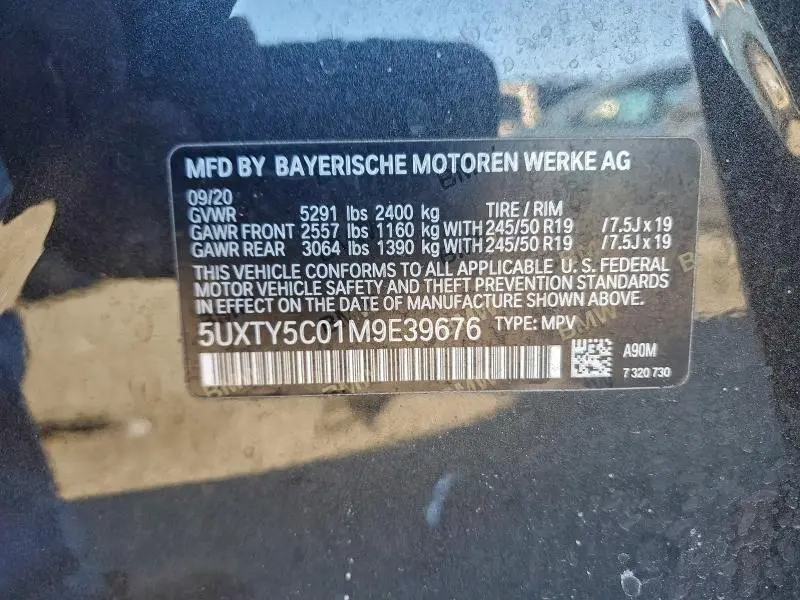 MFD BY BAYERISCHE MOTOREN WERKE AG
09/20
GVWR 5291 lbs 2400 kg TIRE / RIM
GAWR FRONT 2557 lbs 1160 kg WITH 245/50 R19 /7.5J x 19
GAWR REAR 3064 lbs 1390 kg WITH 245/50 R19 /7.5J x 19
THIS VEHICLE CONFORMS TO ALL APPLICABLE U. S. FEDERAL
MOTOR VEHICLE SAFETY AND THEFT PREVENTION STANDARDS
IN EFFECT ON THE DATE OF MANUFACTURE SHOWN ABOVE.
5UXTY5C01M9E39676 TYPE: MPV
A90M
7 320 730